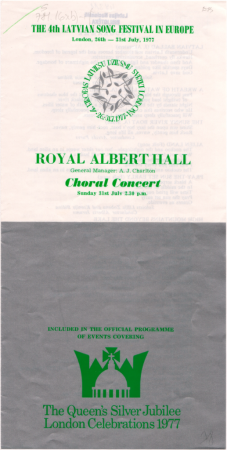 THE 4th LATVIAN SONG FESTIVAL IN EUROPE
London, 24th — 31st July, 1977
ROYAL ALBERT HALL
General Manager: A. J. Charlton
Choral Concert
Sunday 31st July 2.30 p.m.
INCLUDED IN THE OFFICIAL PROGRAMME
OF EVENTS COVERING
The Queen's Silver Jubilee
London Celebrations 1977